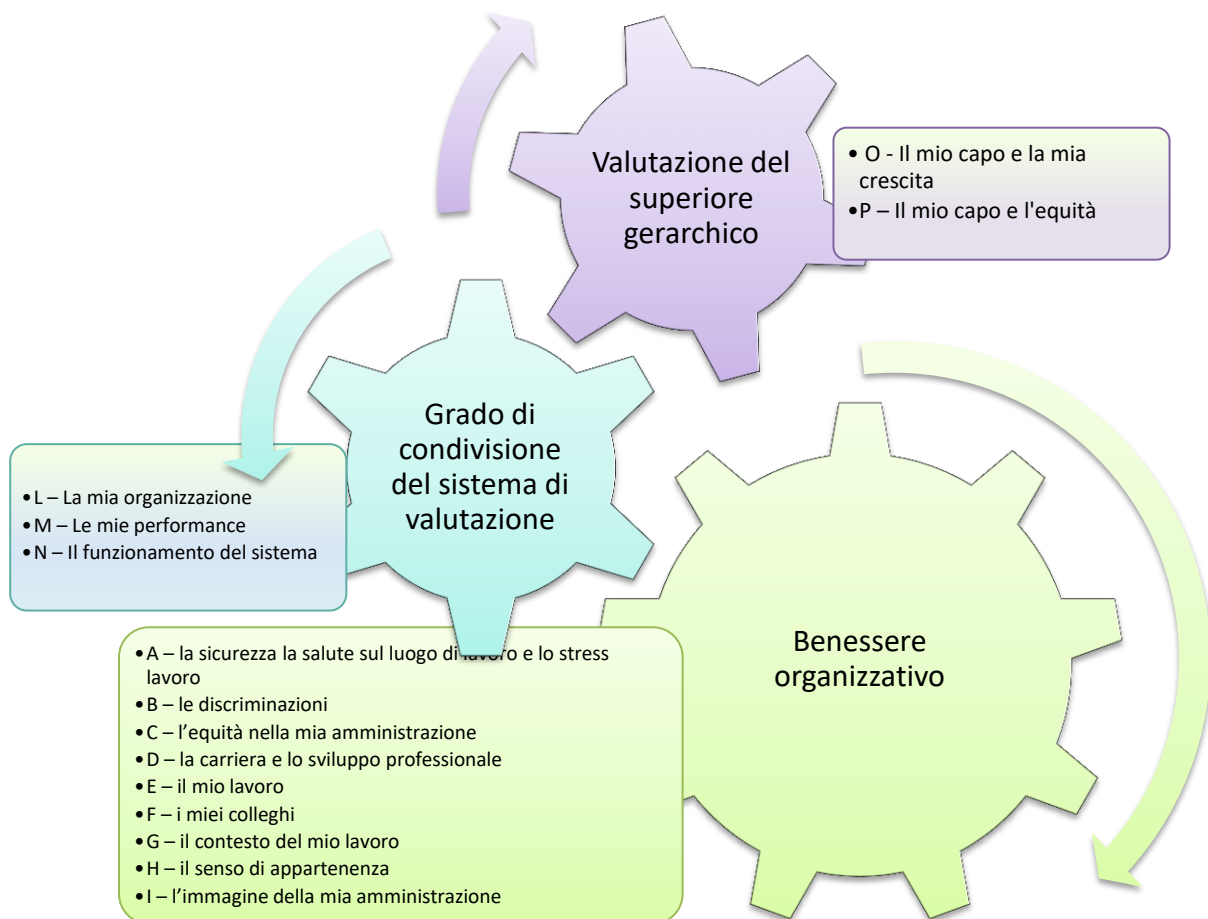 Valutazione del
superiore
gerarchico
• O - Il mio capo e la mia
crescita
•P – Il mio capo e l'equità
Grado di
condivisione
del sistema di
valutazione
•L – La mia organizzazione
•M – Le mie performance
•N – Il funzionamento del sistema
Benessere
organizzativo
•A – la sicurezza la salute sul luogo di lavoro e lo stress
lavoro
•B – le discriminazioni
•C – l’equità nella mia amministrazione
•D – la carriera e lo sviluppo professionale
•E – il mio lavoro
•F – i miei colleghi
•G – il contesto del mio lavoro
•H – il senso di appartenenza
•I – l’immagine della mia amministrazione